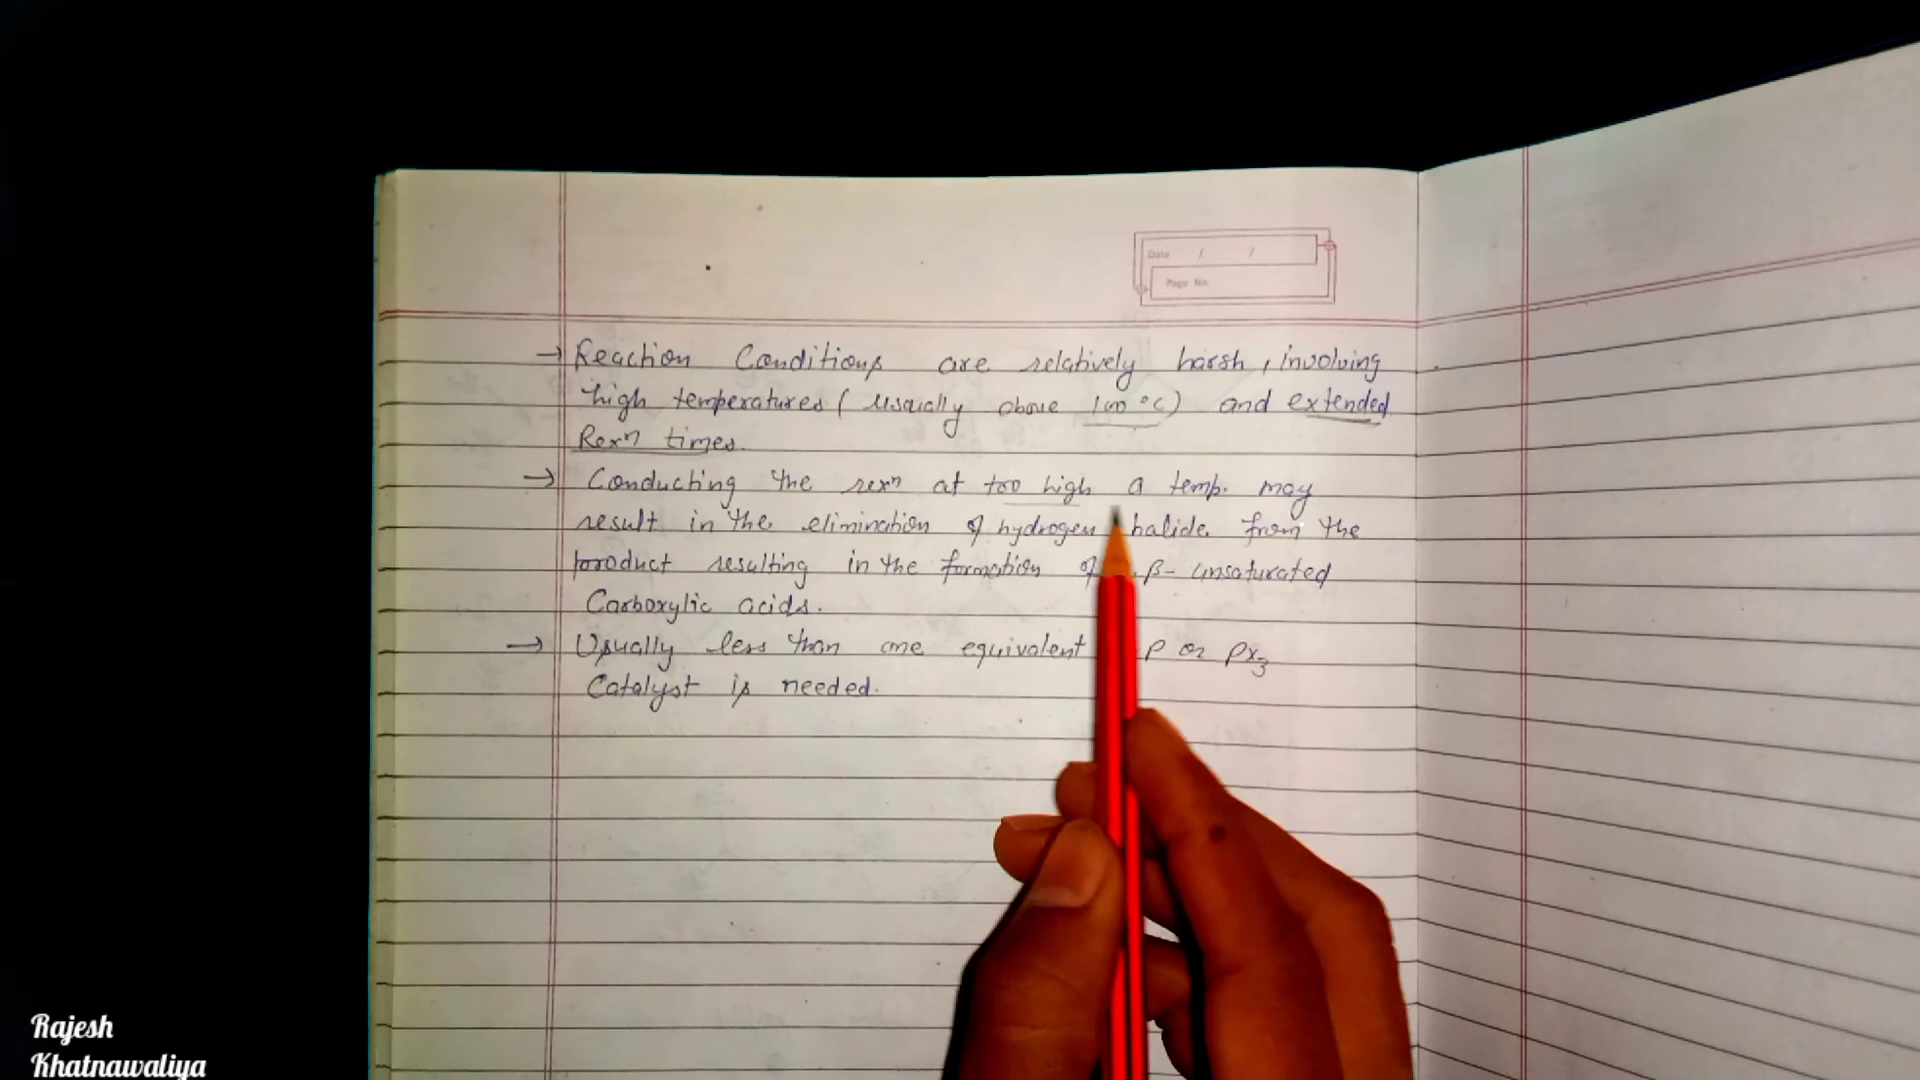 Date / /
Page No.
→ Reaction Conditions are relatively harsh, involving
high temperatures (usually above 100 °C) and extended
Rexⁿ times.
→ Conducting the rexⁿ at too high a temp. may
result in the elimination of hydrogen halide from the
product resulting in the formation of , β- unsaturated
Carboxylic acids.
→ Usually less than one equivalent P or PX₃
Catalyst is needed.
Rajesh
Khatnawaliya